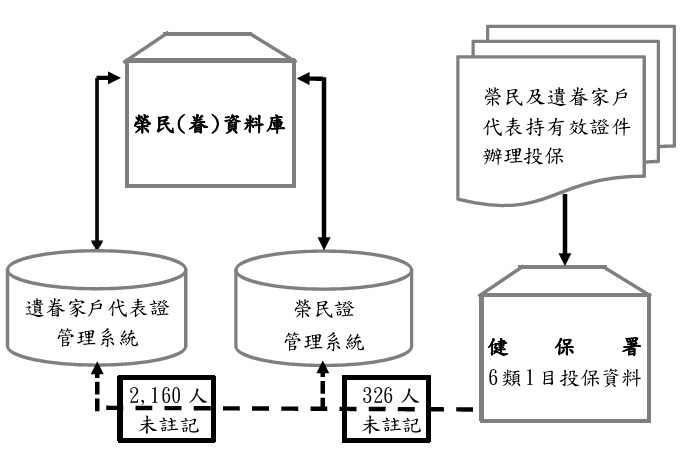 榮民(眷)資料庫
榮民及遺眷家戶
代表持有效證件
辦理投保
遺眷家戶代表證
管理系統
榮民證
管理系統
健保署
6類1目投保資料
2,160人
未註記
326人
未註記